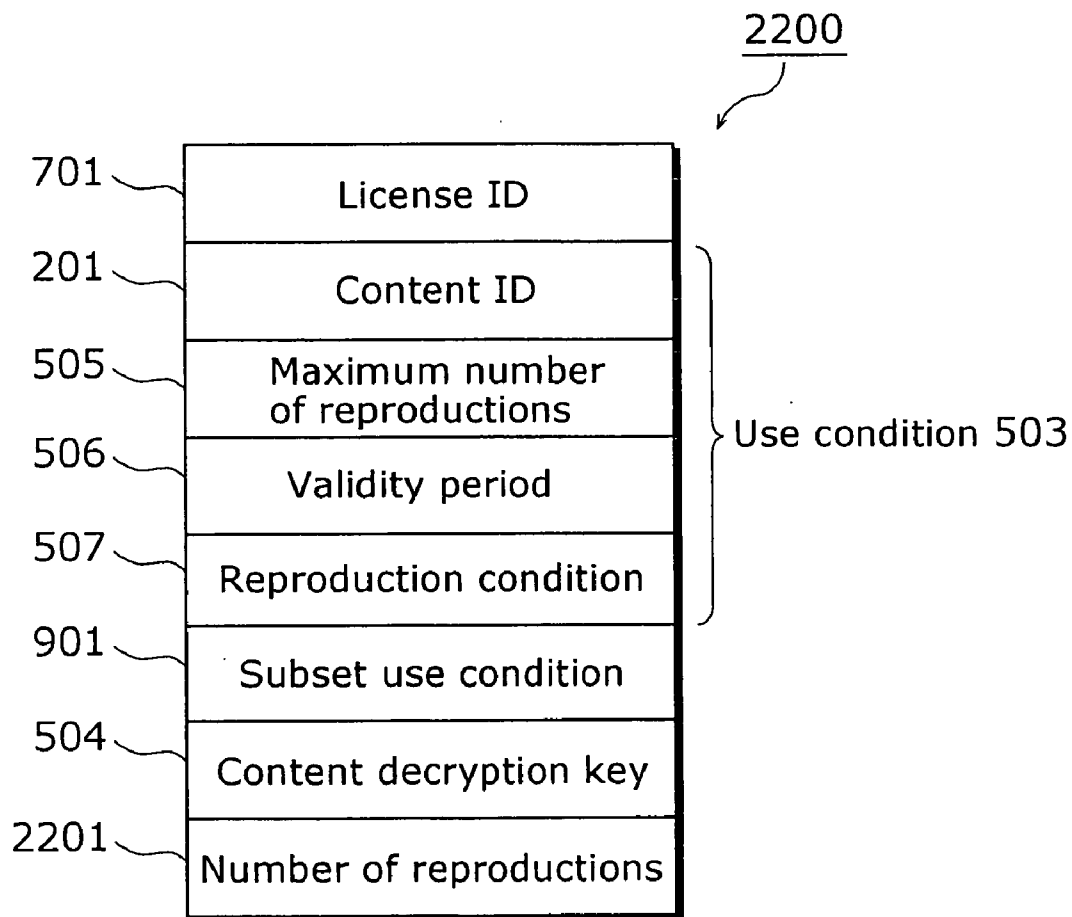 2200
701
License ID
201
Content ID
505
Maximum number
of reproductions
506
Validity period
Use condition 503
507
Reproduction condition
901
Subset use condition
504
Content decryption key
2201
Number of reproductions